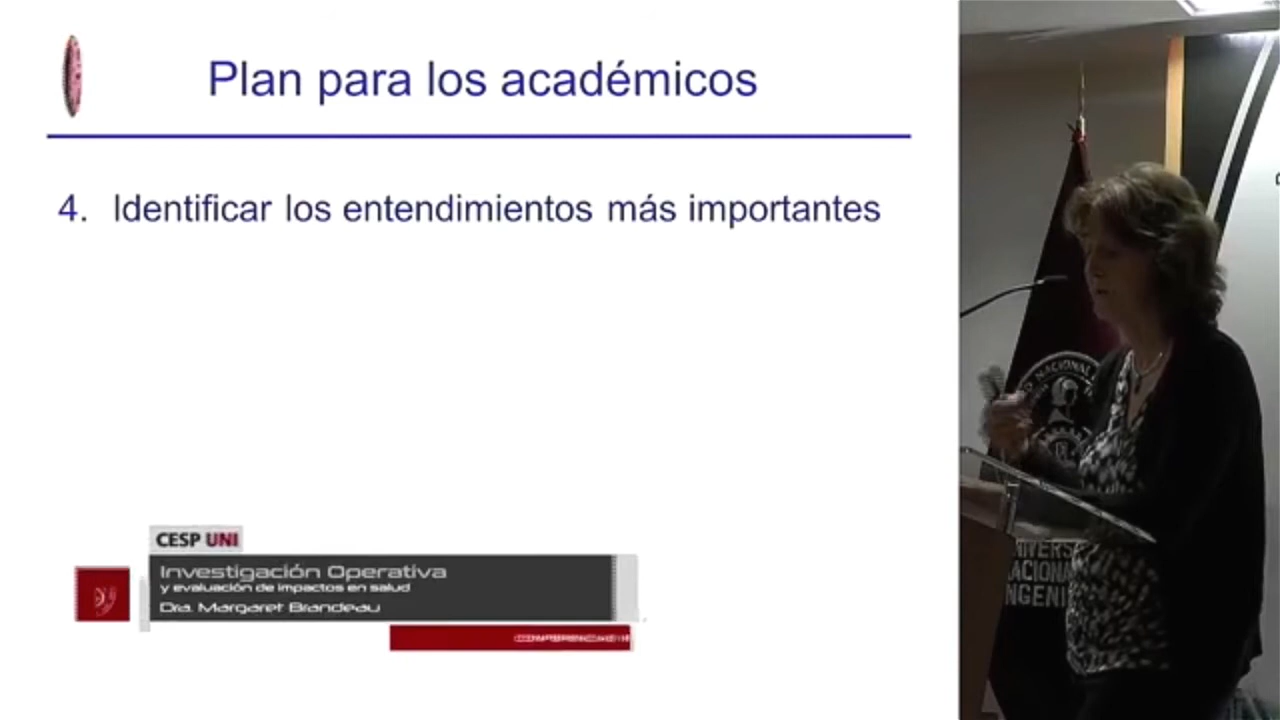 Plan para los académicos
4. Identificar los entendimientos más importantes
CESP UNI
Investigación Operativa
y evaluación de impactos en salud
Dra. Margaret Brandeau
NACIONAL